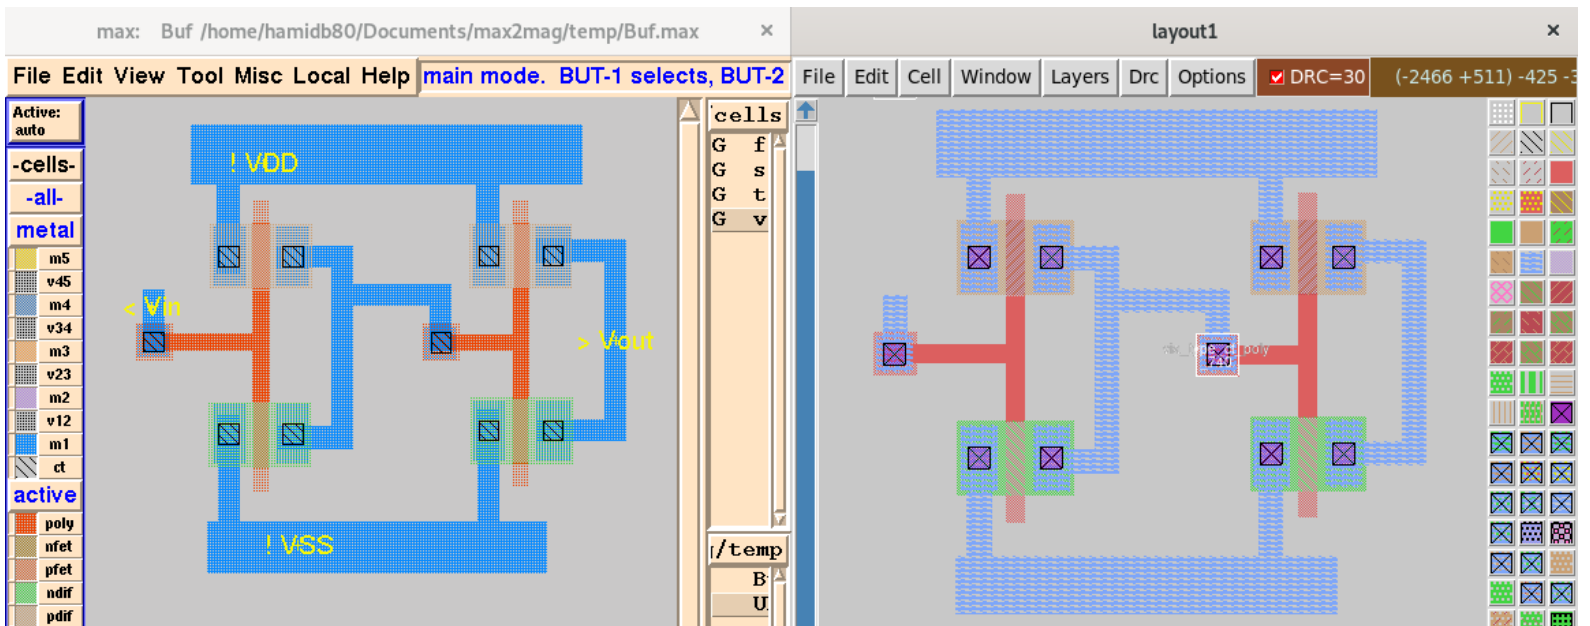 max: Buf /home/hamidb80/Documents/max2mag/temp/Buf.max ×
File Edit View Tool Misc Local Help main mode. BUT-1 selects, BUT-2
Active:
auto
-cells-
-all-
metal
m5
v45
m4
v34
m3
v23
m2
v12
m1
ct
active
poly
nfet
pfet
ndif
pdif
! VDD
< Vin
> Vout
! VSS
cells
G f
G s
G t
G v
/temp
B
U
layout1 ×
File Edit Cell Window Layers Drc Options DRC=30 (-2466 +511) -425